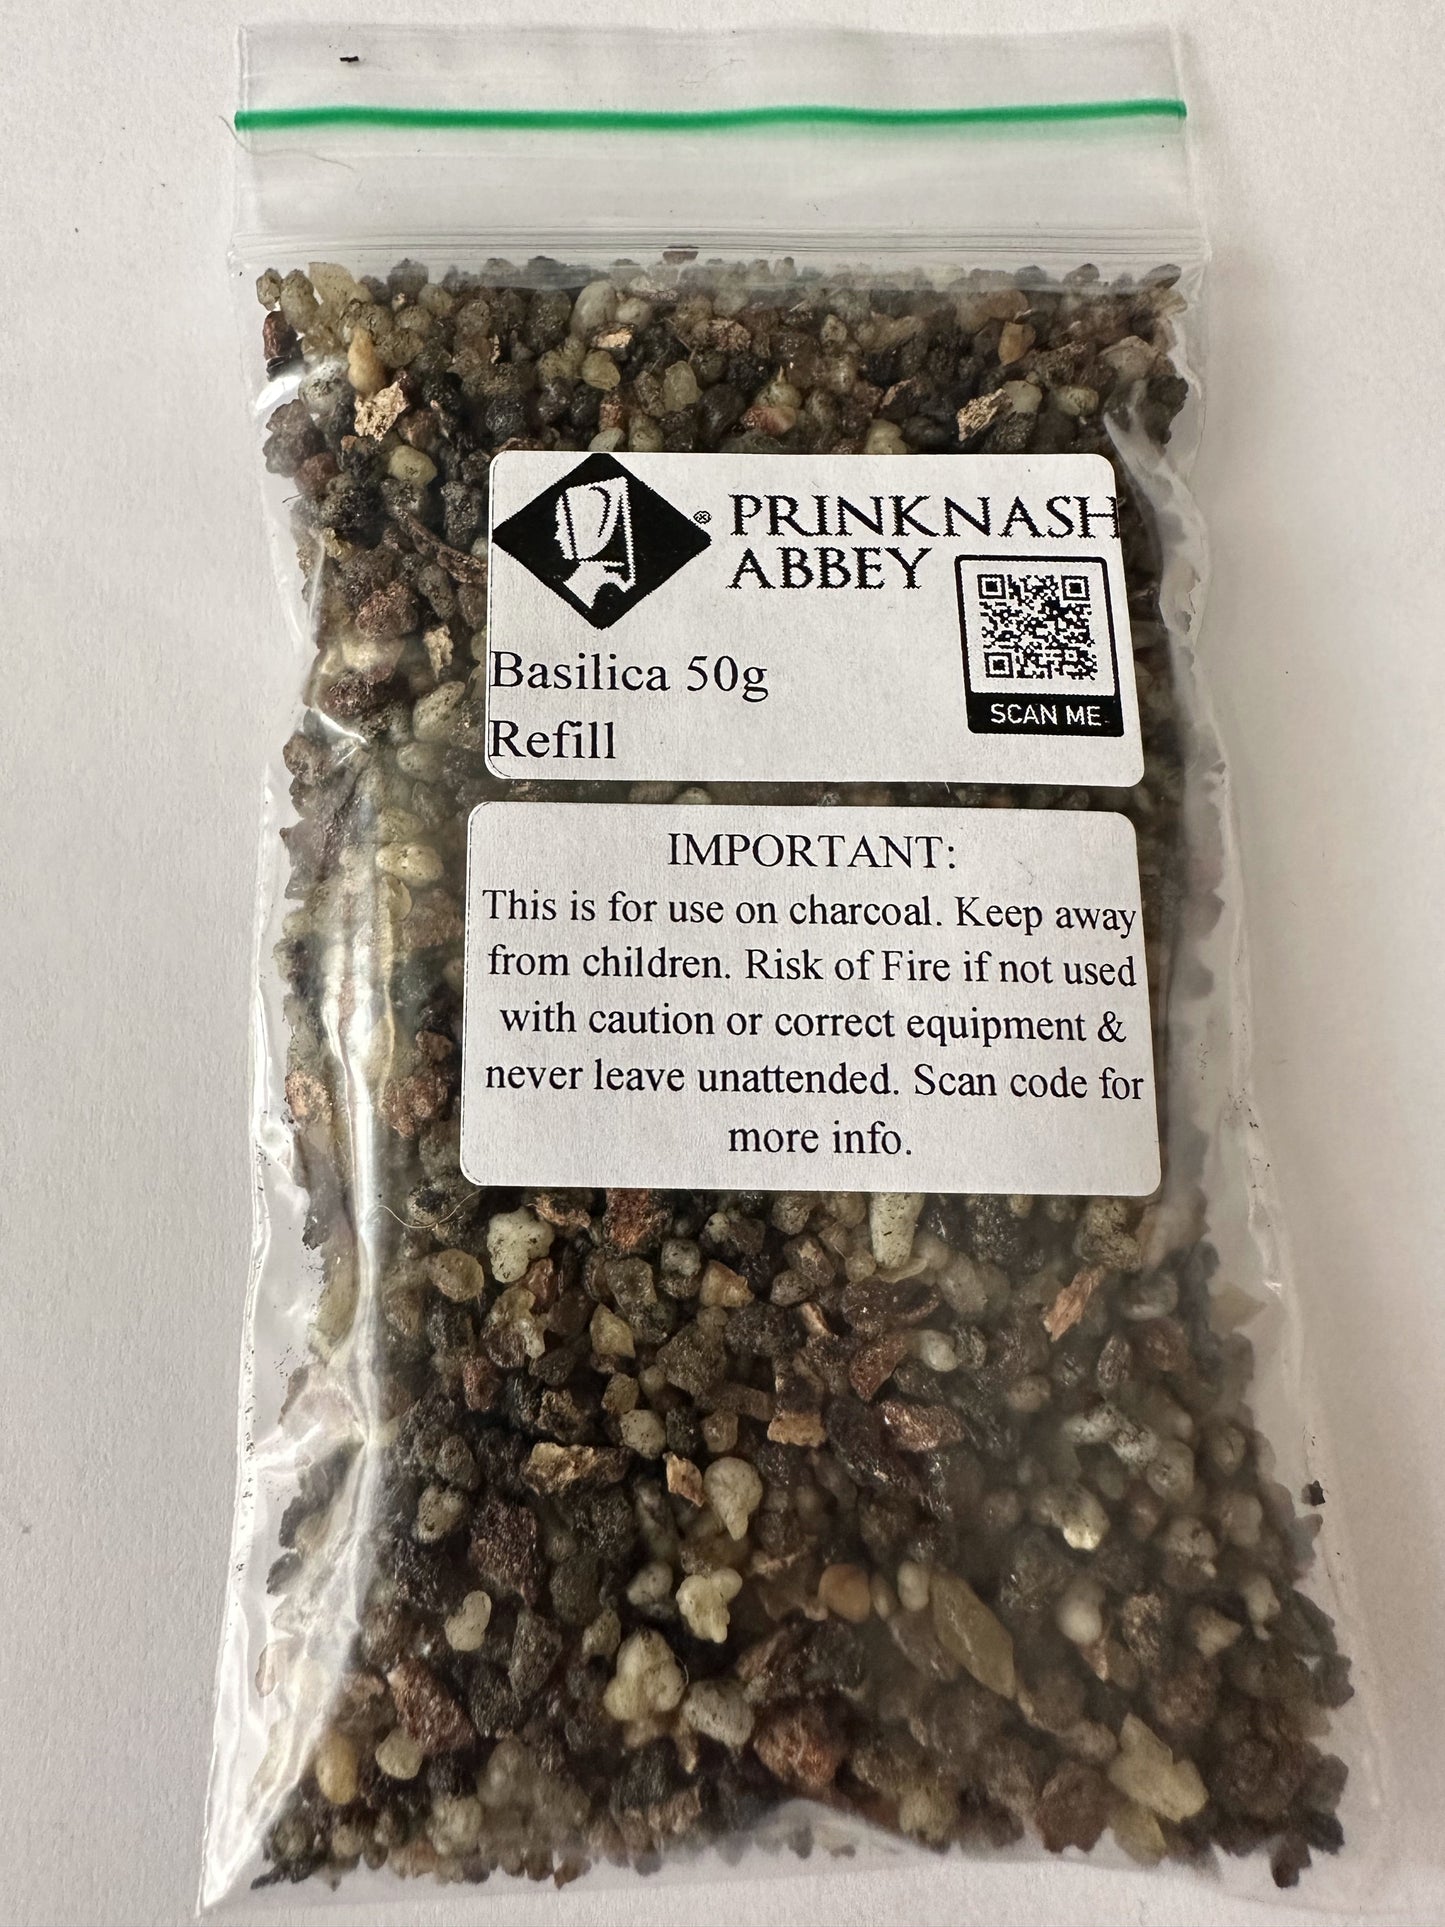 ® PRINKNASH
ABBEY
Basilica 50g
Refill
SCAN ME
IMPORTANT:
This is for use on charcoal. Keep away
from children. Risk of Fire if not used
with caution or correct equipment &
never leave unattended. Scan code for
more info.